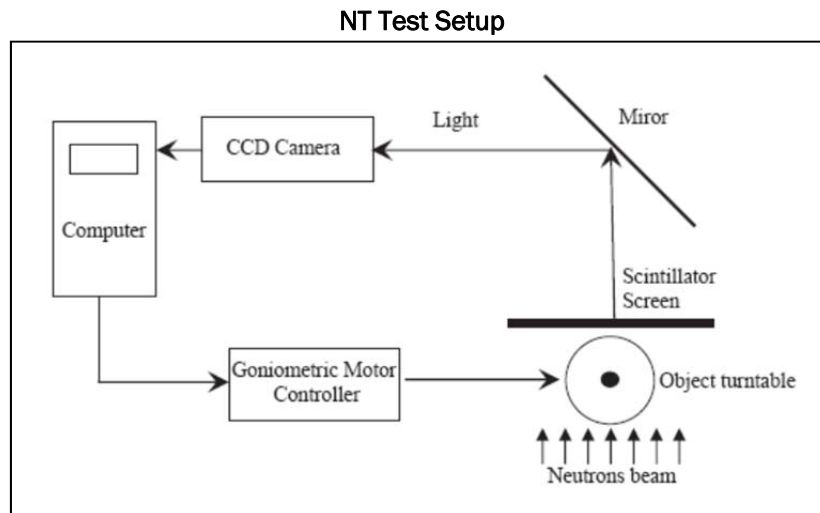 NT Test Setup
Light
Miror
CCD Camera
Computer
Scintillator
Screen
Goniometric Motor
Controller
Object turntable
Neutrons beam